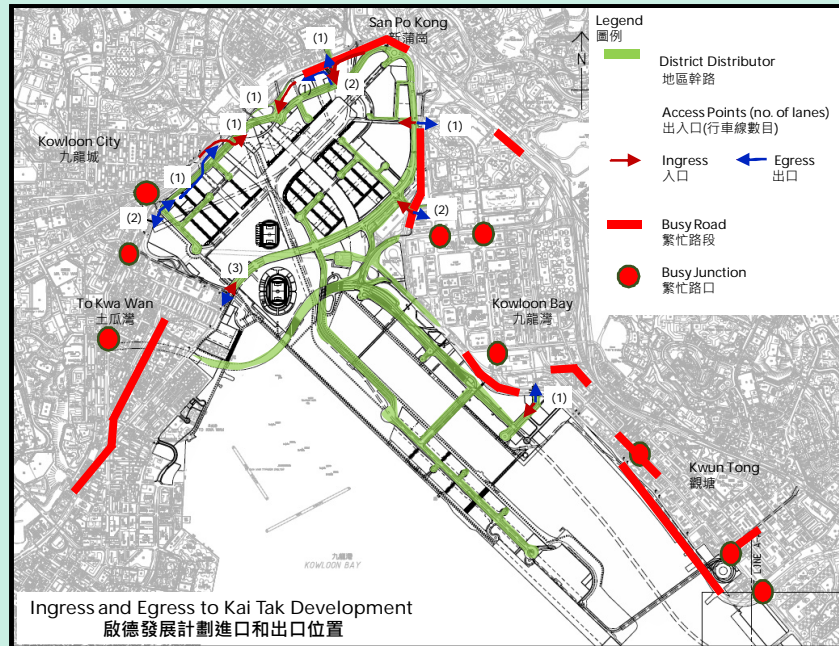 San Po Kong
新蒲崗
(1)
(1)
(2)
(1)
(1)
(1)
Kowloon City
九龍城
(1)
(2)
(2)
(3)
To Kwa Wan
土瓜灣
Kowloon Bay
九龍灣
(1)
Kwun Tong
觀塘
LINE A-A
九龍灣
KOWLOON BAY
N
Legend
圖例
District Distributor
地區幹路
Access Points (no. of lanes)
出入口(行車線數目)
Ingress
入口
Egress
出口
Busy Road
繁忙路段
Busy Junction
繁忙路口
Ingress and Egress to Kai Tak Development
啟德發展計劃進口和出口位置